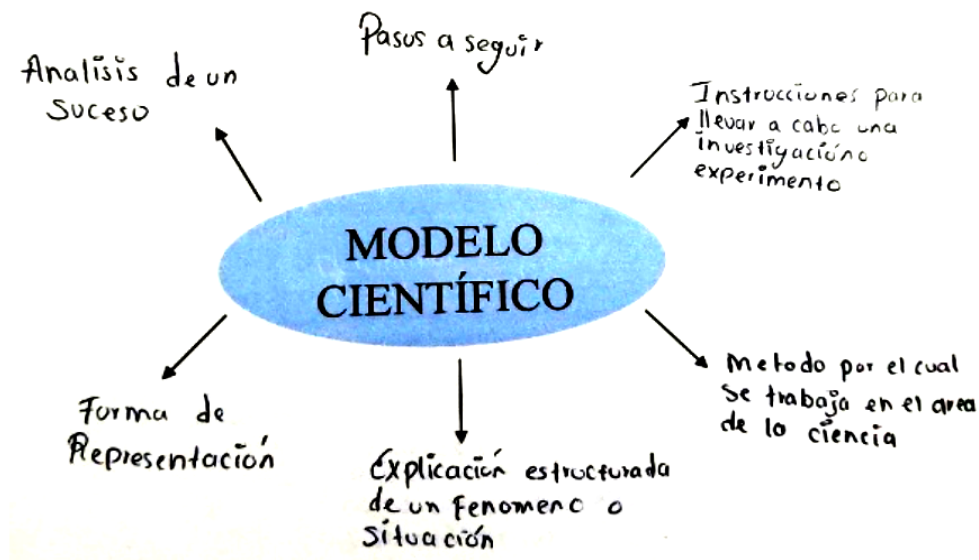 Pasos a seguir
Analisis de un
suceso
Instrucciones para
llevar a cabo una
investigación o
experimento
MODELO
CIENTÍFICO
Metodo por el cual
se trabaja en el area
de la ciencia
Forma de
Representación
Explicación estructurada
de un fenomeno o
situación